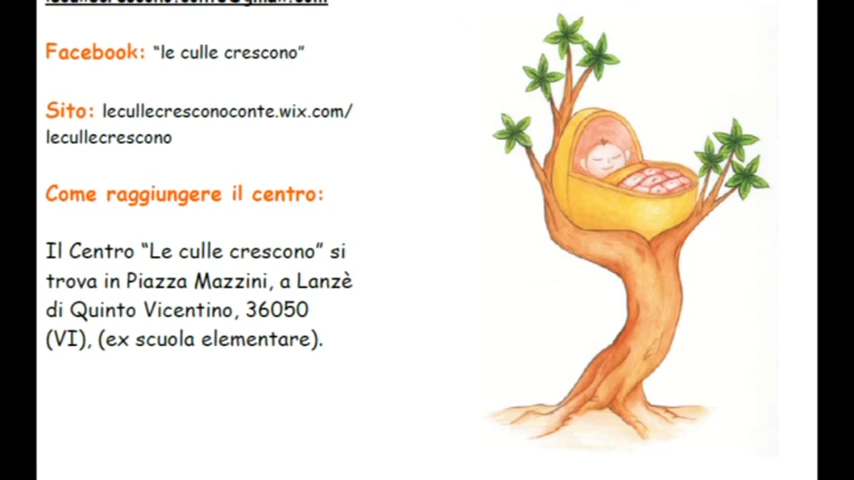 Facebook: “le culle crescono”
Sito: lecullecresconoconte.wix.com/
lecullecrescono
Come raggiungere il centro:
Il Centro “Le culle crescono” si
trova in Piazza Mazzini, a Lanzè
di Quinto Vicentino, 36050
(VI), (ex scuola elementare).